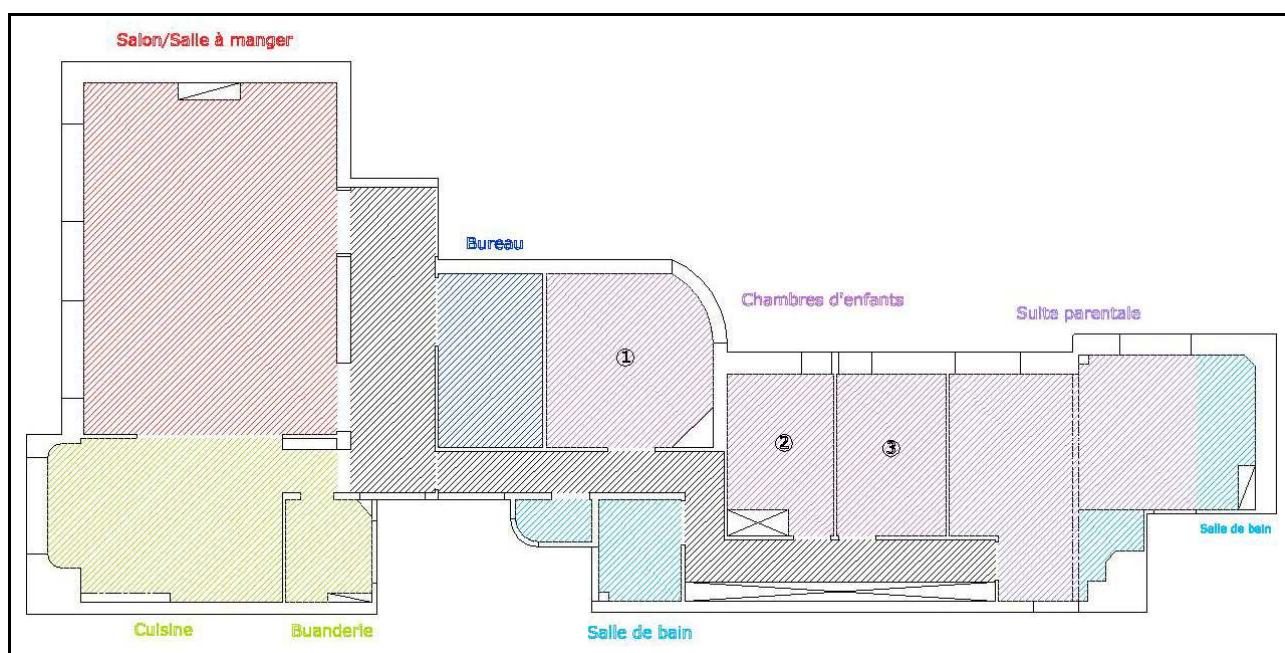 Salon/Salle à manger
Bureau
Chambres d'enfants
Suite parentale
①
②
③
Salle de bain
Cuisine
Buanderie
Salle de bain